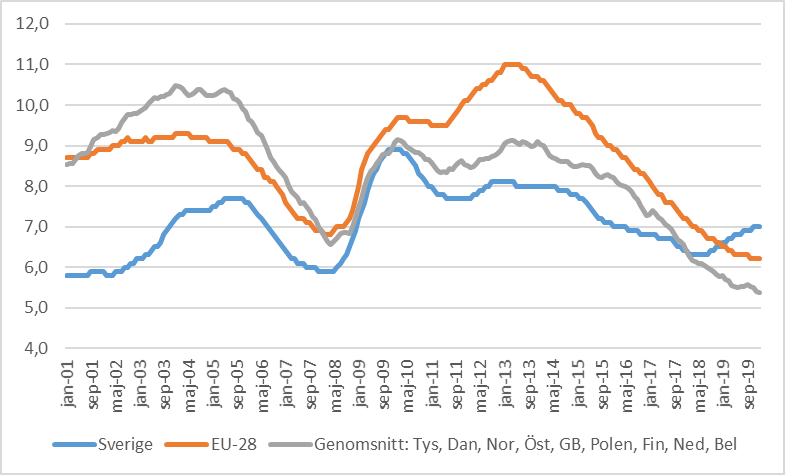 12,0
11,0
10,0
9,0
8,0
7,0
6,0
5,0
4,0
jan-01
sep-01
maj-02
jan-03
sep-03
maj-04
jan-05
sep-05
maj-06
jan-07
sep-07
maj-08
jan-09
sep-09
maj-10
jan-11
sep-11
maj-12
jan-13
sep-13
maj-14
jan-15
sep-15
maj-16
jan-17
sep-17
maj-18
jan-19
sep-19
Sverige EU-28 Genomsnitt: Tys, Dan, Nor, Öst, GB, Polen, Fin, Ned, Bel